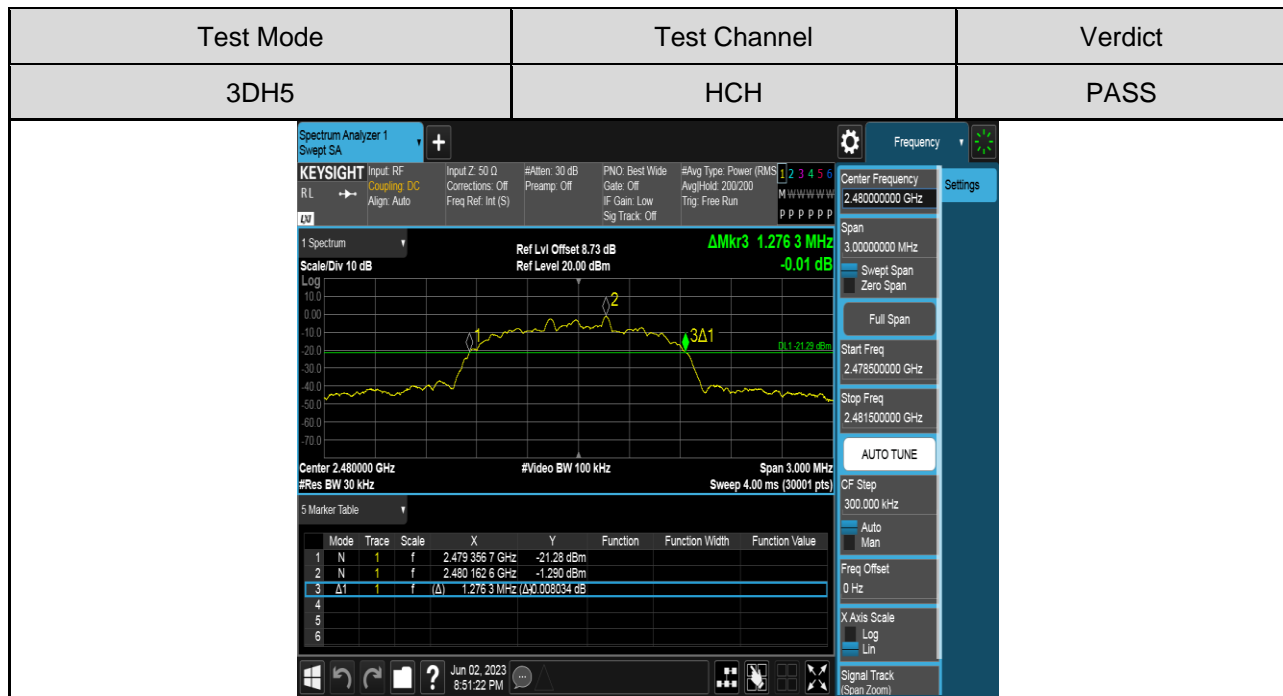 Test Mode Test Channel Verdict
3DH5 HCH PASS
Spectrum Analyzer 1
Swept SA
Frequency
KEYSIGHT Input: RF Input Z: 50 Ω #Atten: 30 dB PNO: Best Wide #Avg Type: Power (RMS 1 2 3 4 5 6
RL Coupling: DC Corrections: Off Preamp: Off Gate: Off Avg|Hold: 200/200 M W W W W W
Align: Auto Freq Ref: Int (S) IF Gain: Low Trig: Free Run
LXI Sig Track: Off P P P P P P
Center Frequency
2.480000000 GHz
Settings
Span
3.00000000 MHz
Swept Span
Zero Span
Full Span
Start Freq
2.478500000 GHz
Stop Freq
2.481500000 GHz
AUTO TUNE
CF Step
300.000 kHz
Auto
Man
Freq Offset
0 Hz
X Axis Scale
Log
Lin
Signal Track
(Span Zoom)
1 Spectrum Ref Lvl Offset 8.73 dB ΔMkr3 1.276 3 MHz
Scale/Div 10 dB Ref Level 20.00 dBm -0.01 dB
Log
10.0
0.00
-10.0
-20.0
-30.0
-40.0
-50.0
-60.0
-70.0
1
2
3Δ1
DL1 -21.29 dBm
Center 2.480000 GHz #Video BW 100 kHz Span 3.000 MHz
#Res BW 30 kHz Sweep 4.00 ms (30001 pts)
5 Marker Table
Mode Trace Scale X Y Function Function Width Function Value
1 N 1 f 2.479 356 7 GHz -21.28 dBm
2 N 1 f 2.480 162 6 GHz -1.290 dBm
3 Δ1 1 f (Δ) 1.276 3 MHz (Δ) -0.008034 dB
4
5
6
? Jun 02, 2023
8:51:22 PM